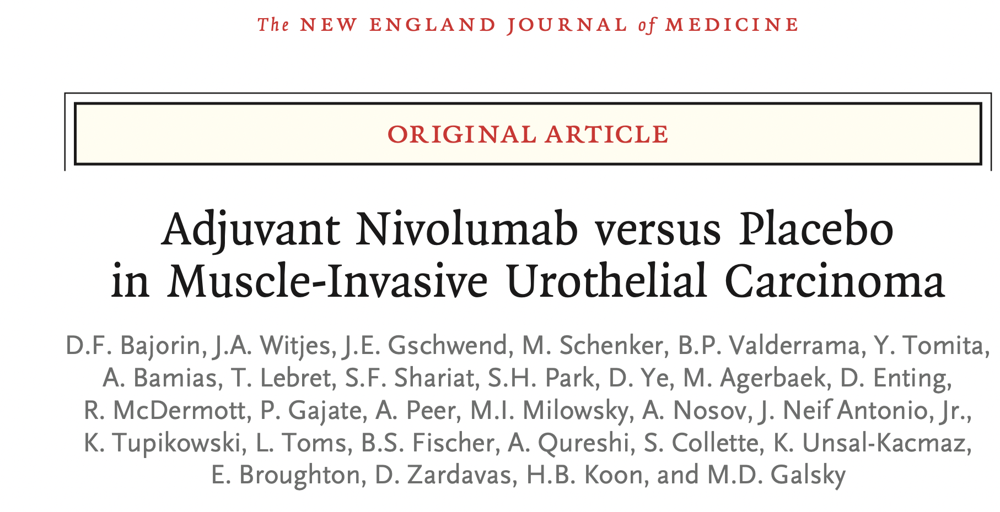 The NEW ENGLAND JOURNAL of MEDICINE
ORIGINAL ARTICLE
Adjuvant Nivolumab versus Placebo
in Muscle-Invasive Urothelial Carcinoma
D.F. Bajorin, J.A. Witjes, J.E. Gschwend, M. Schenker, B.P. Valderrama, Y. Tomita,
A. Bamias, T. Lebret, S.F. Shariat, S.H. Park, D. Ye, M. Agerbaek, D. Enting,
R. McDermott, P. Gajate, A. Peer, M.I. Milowsky, A. Nosov, J. Neif Antonio, Jr.,
K. Tupikowski, L. Toms, B.S. Fischer, A. Qureshi, S. Collette, K. Unsal-Kacmaz,
E. Broughton, D. Zardavas, H.B. Koon, and M.D. Galsky